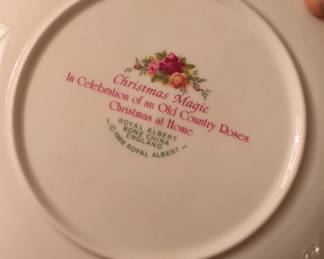 Christmas Magic
In Celebration of an Old Country Roses
Christmas at Home
ROYAL ALBERT
BONE CHINA
ENGLAND
© 1998 ROYAL ALBERT